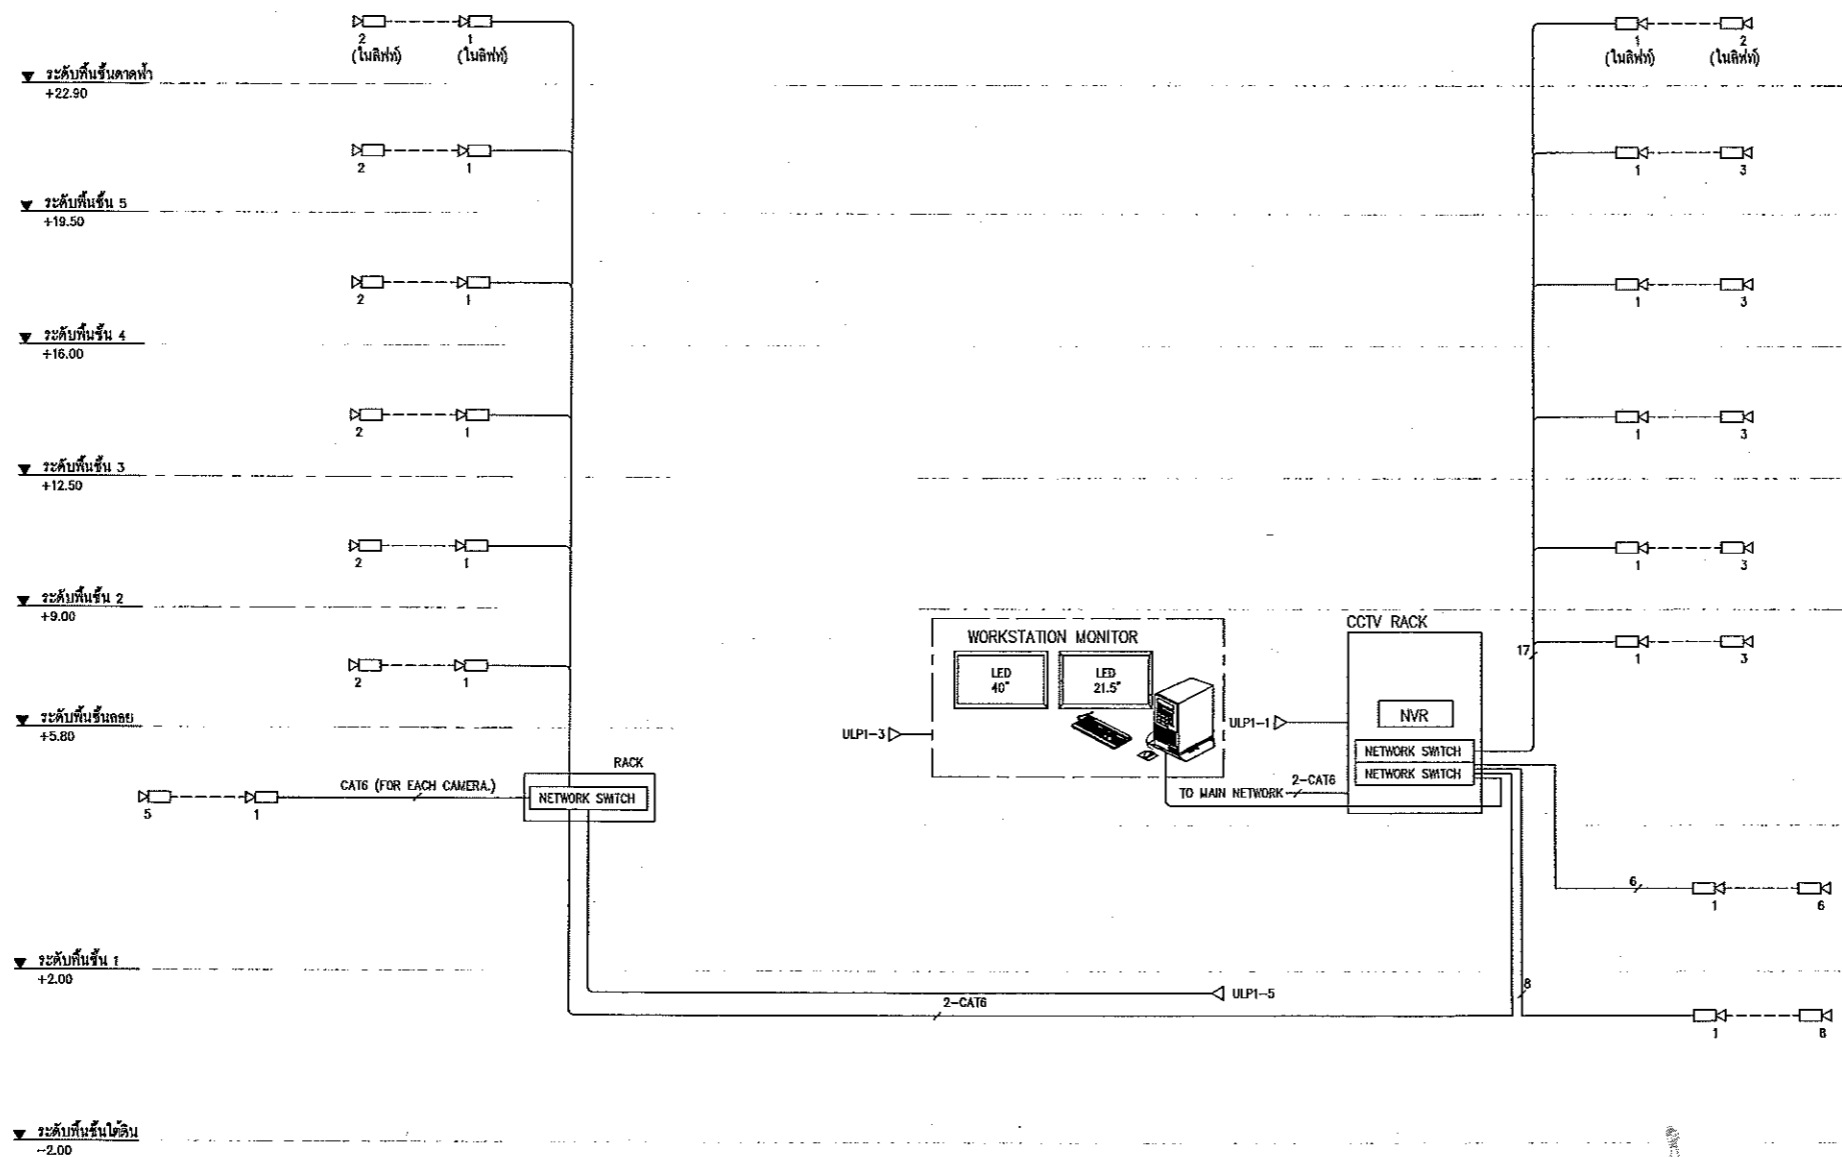 2 1 1 2
(ในลิฟท์) (ในลิฟท์) (ในลิฟท์) (ในลิฟท์)
ระดับพื้นชั้นดาดฟ้า
+22.90
2 1 1 3
ระดับพื้นชั้น 5
+19.50
2 1 1 3
ระดับพื้นชั้น 4
+16.00
2 1 1 3
ระดับพื้นชั้น 3
+12.50
2 1 1 3
ระดับพื้นชั้น 2
+9.00
CCTV RACK
WORKSTATION MONITOR
17
1 3
LED
40"
LED
21.5"
2 1
NVR
ระดับพื้นชั้นลอย
+5.80
ULP1-3
ULP1-1
NETWORK SWITCH
NETWORK SWITCH
RACK
2-CAT6
TO MAIN NETWORK
CAT6 (FOR EACH CAMERA.)
NETWORK SWITCH
5 1
6
1 6
ระดับพื้นชั้น 1
+2.00
8
ULP1-5
2-CAT6
1 8
ระดับพื้นชั้นใต้ดิน
-2.00